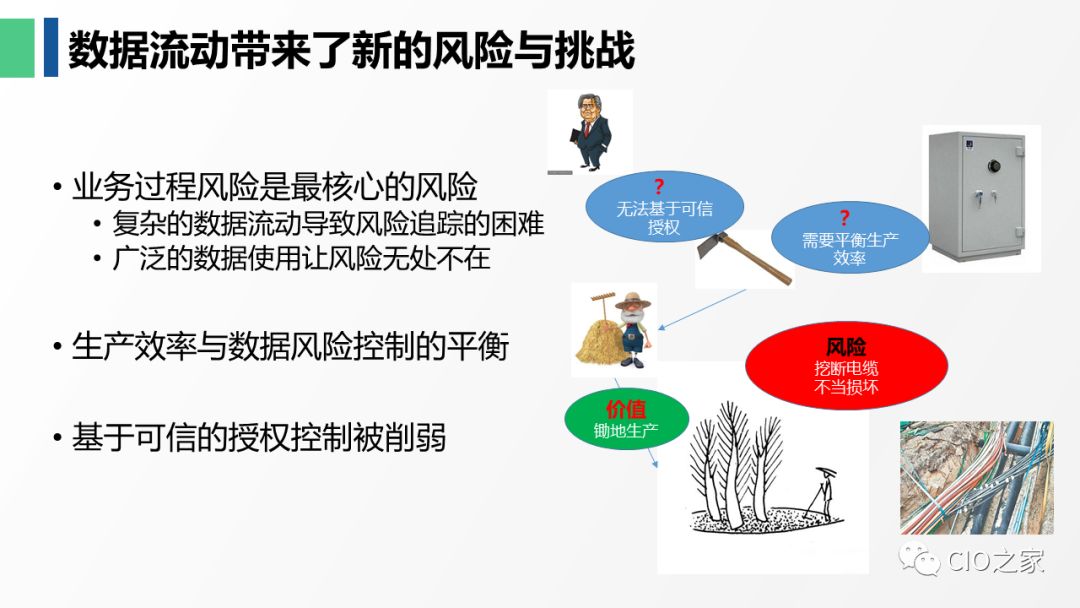 数据流动带来了新的风险与挑战
• 业务过程风险是最核心的风险
• 复杂的数据流动导致风险追踪的困难
• 广泛的数据使用让风险无处不在
• 生产效率与数据风险控制的平衡
• 基于可信的授权控制被削弱
？
无法基于可信
授权
？
需要平衡生产
效率
风险
挖断电缆
不当损坏
价值
锄地生产
CIO之家